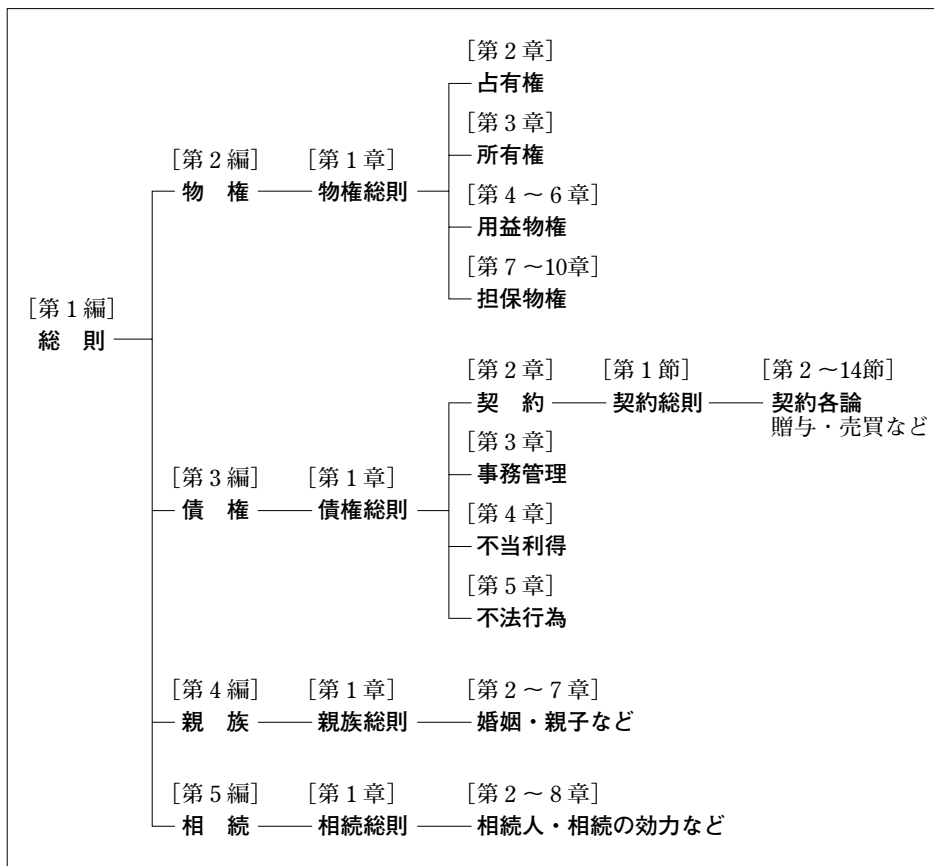 [第1編]
総　則
[第2編]　[第1章]
物　権　物権総則
[第2章]
占有権
[第3章]
所有権
[第4～6章]
用益物権
[第7～10章]
担保物権
[第3編]　[第1章]
債　権　債権総則
[第2章]　[第1節]　[第2～14節]
契　約　契約総則　契約各論
贈与・売買など
[第3章]
事務管理
[第4章]
不当利得
[第5章]
不法行為
[第4編]　[第1章]　[第2～7章]
親　族　親族総則　婚姻・親子など
[第5編]　[第1章]　[第2～8章]
相　続　相続総則　相続人・相続の効力など